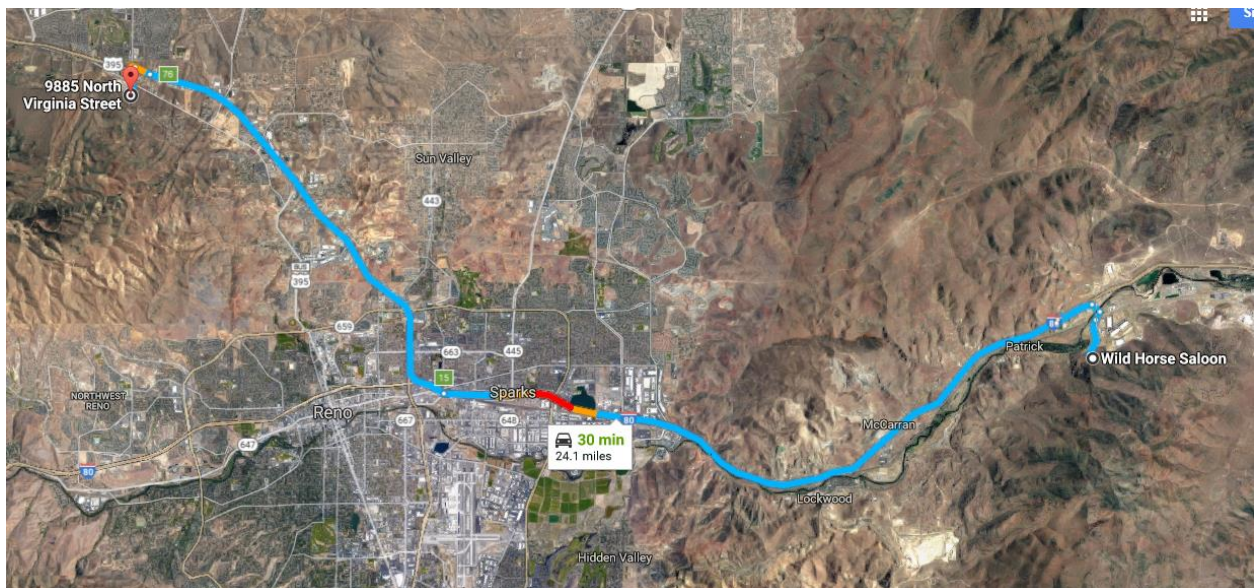 S
395
76
9885 North
Virginia Street
Sun Valley
443
BUS
395
659
663
445
15
Sparks
NORTHWEST
RENO
Reno
667
648
80
647
80
30 min
24.1 miles
Patrick
Wild Horse Saloon
McCarran
Lockwood
Hidden Valley